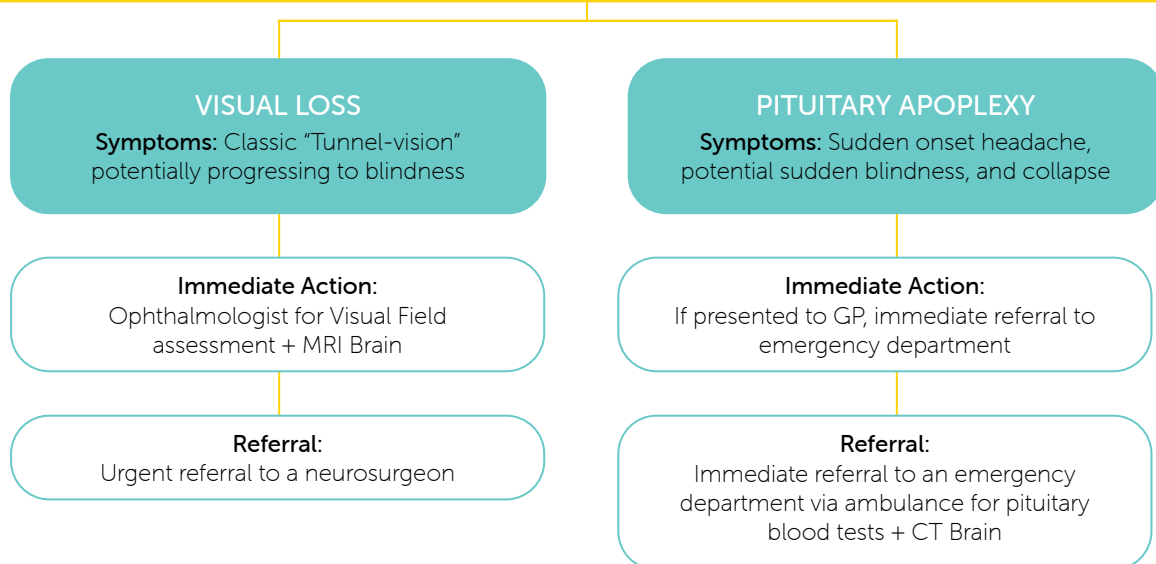 VISUAL LOSS
Symptoms: Classic “Tunnel-vision”
potentially progressing to blindness
Immediate Action:
Ophthalmologist for Visual Field
assessment + MRI Brain
Referral:
Urgent referral to a neurosurgeon
PITUITARY APOPLEXY
Symptoms: Sudden onset headache,
potential sudden blindness, and collapse
Immediate Action:
If presented to GP, immediate referral to
emergency department
Referral:
Immediate referral to an emergency
department via ambulance for pituitary
blood tests + CT Brain